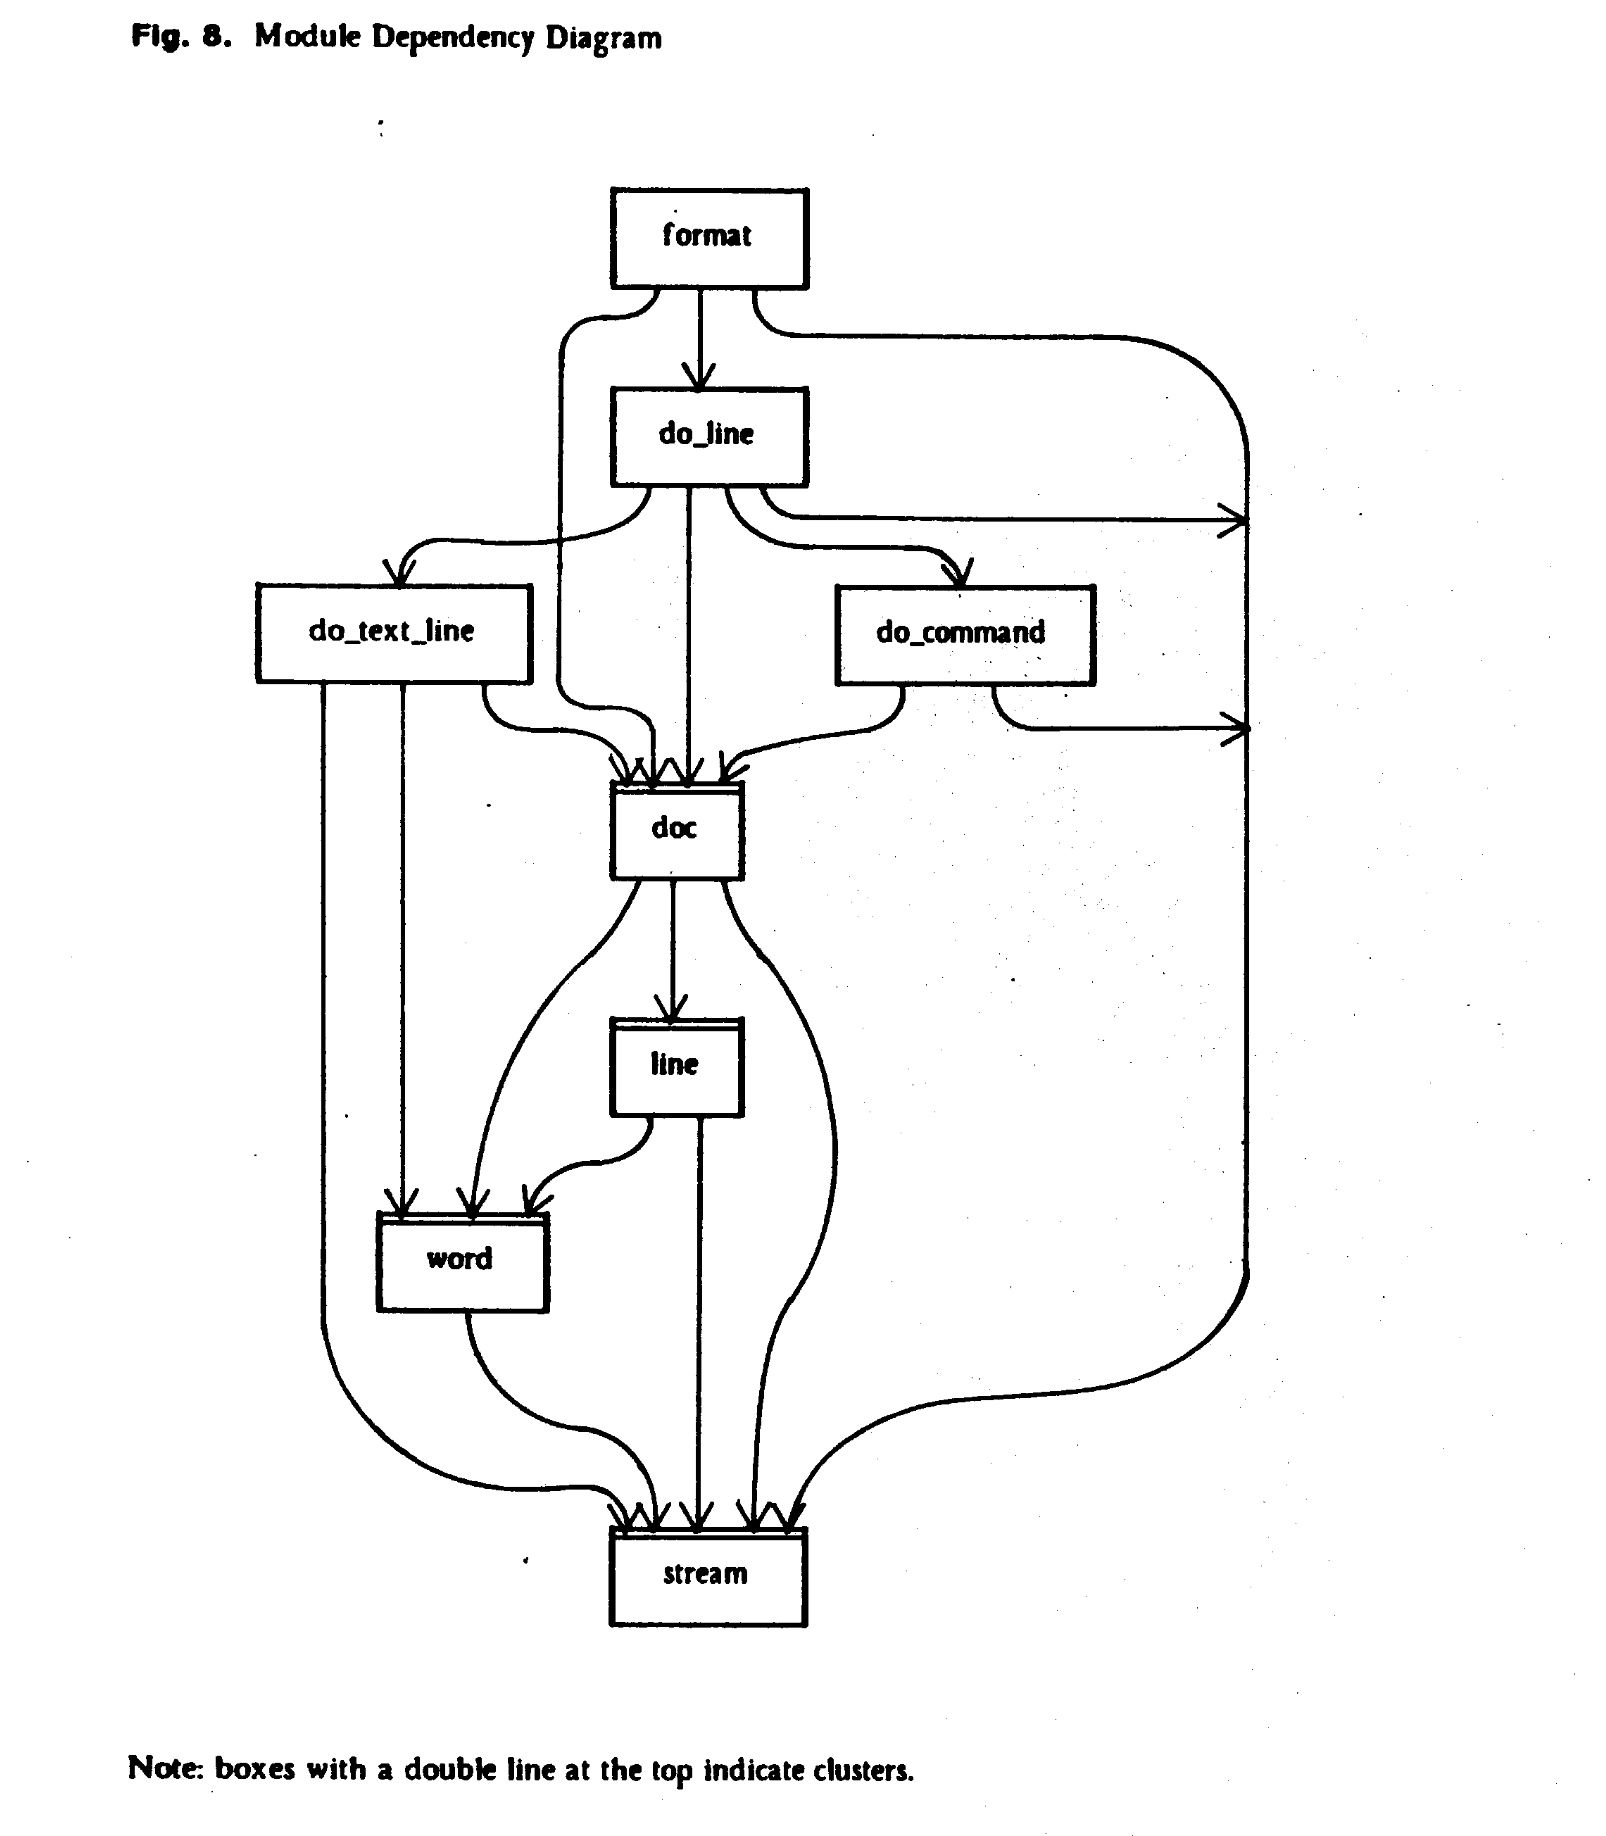 Fig. 8. Module Dependency Diagram
format
do_line
do_text_line
do_command
doc
line
word
stream
Note: boxes with a double line at the top indicate clusters.